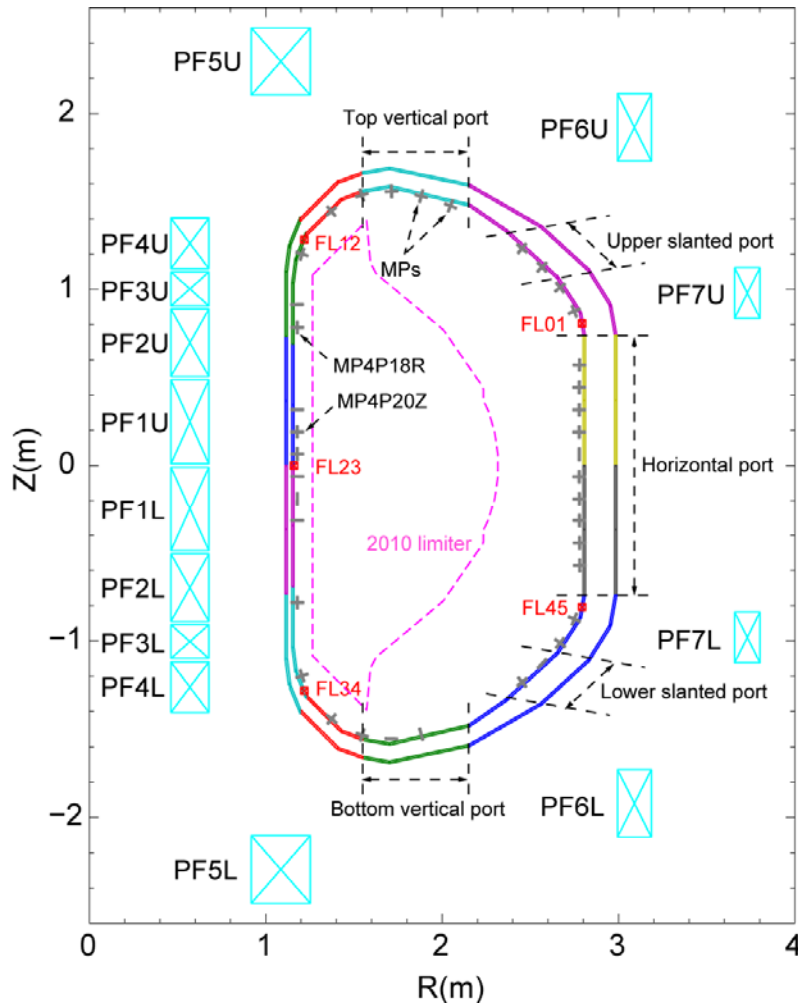 PF5U
2
Top vertical port
PF6U
PF4U
FL12
Upper slanted port
MPs
PF3U
1
PF7U
FL01
PF2U
MP4P18R
MP4P20Z
PF1U
Z(m)
0
FL23
Horizontal port
PF1L
2010 limiter
PF2L
FL45
−1
PF3L
PF7L
PF4L
FL34
Lower slanted port
Bottom vertical port
−2
PF6L
PF5L
0
1
2
3
4
R(m)